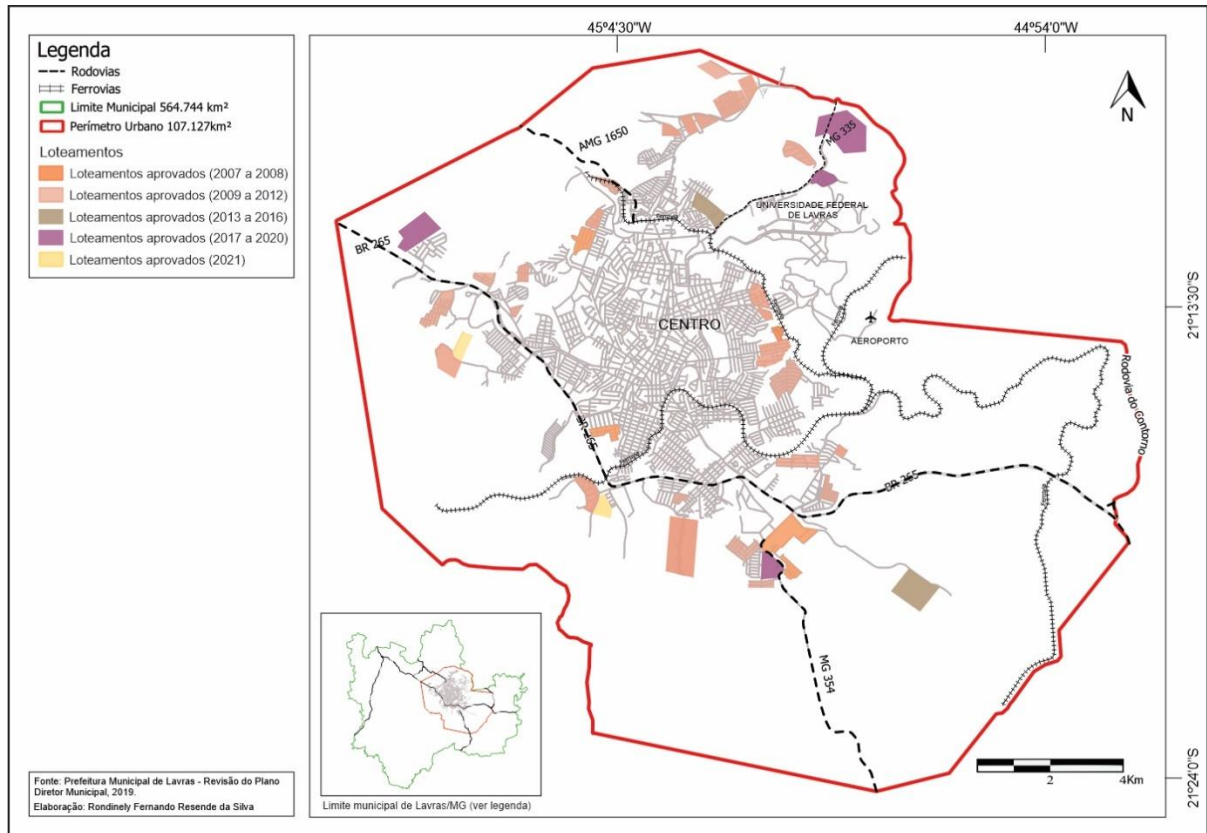 Legenda
Rodovias
Ferrovias
Limite Municipal 564.744 km²
Perímetro Urbano 107.127km²
Loteamentos
Loteamentos aprovados (2007 a 2008)
Loteamentos aprovados (2009 a 2012)
Loteamentos aprovados (2013 a 2016)
Loteamentos aprovados (2017 a 2020)
Loteamentos aprovados (2021)
45º4'30"W
44º54'0"W
N
AMG 1650
MG 335
UNIVERSIDADE FEDERAL
DE LAVRAS
BR 265
21º13'30"S
CENTRO
AEROPORTO
Rodovia do Contorno
BR 265
BR 265
MG 354
2
4Km
21º24'0"S
Limite municipal de Lavras/MG (ver legenda)
Fonte: Prefeitura Municipal de Lavras - Revisão do Plano
Diretor Municipal, 2019.
Elaboração: Rondinely Fernando Resende da Silva